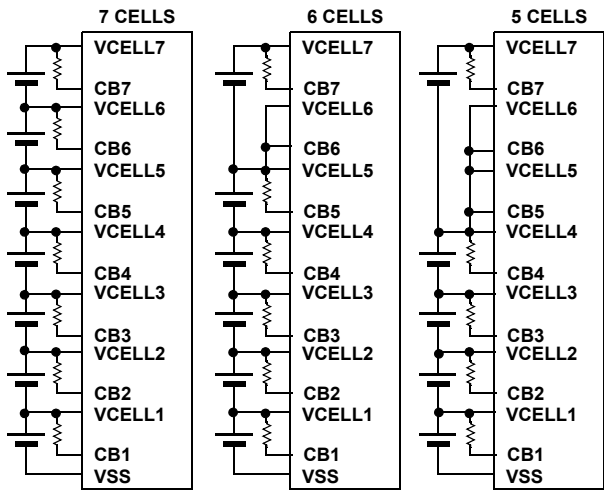 7 CELLS
VCELL7
CB7
VCELL6
CB6
VCELL5
CB5
VCELL4
CB4
VCELL3
CB3
VCELL2
CB2
VCELL1
CB1
VSS
6 CELLS
VCELL7
CB7
VCELL6
CB6
VCELL5
CB5
VCELL4
CB4
VCELL3
CB3
VCELL2
CB2
VCELL1
CB1
VSS
5 CELLS
VCELL7
CB7
VCELL6
CB6
VCELL5
CB5
VCELL4
CB4
VCELL3
CB3
VCELL2
CB2
VCELL1
CB1
VSS